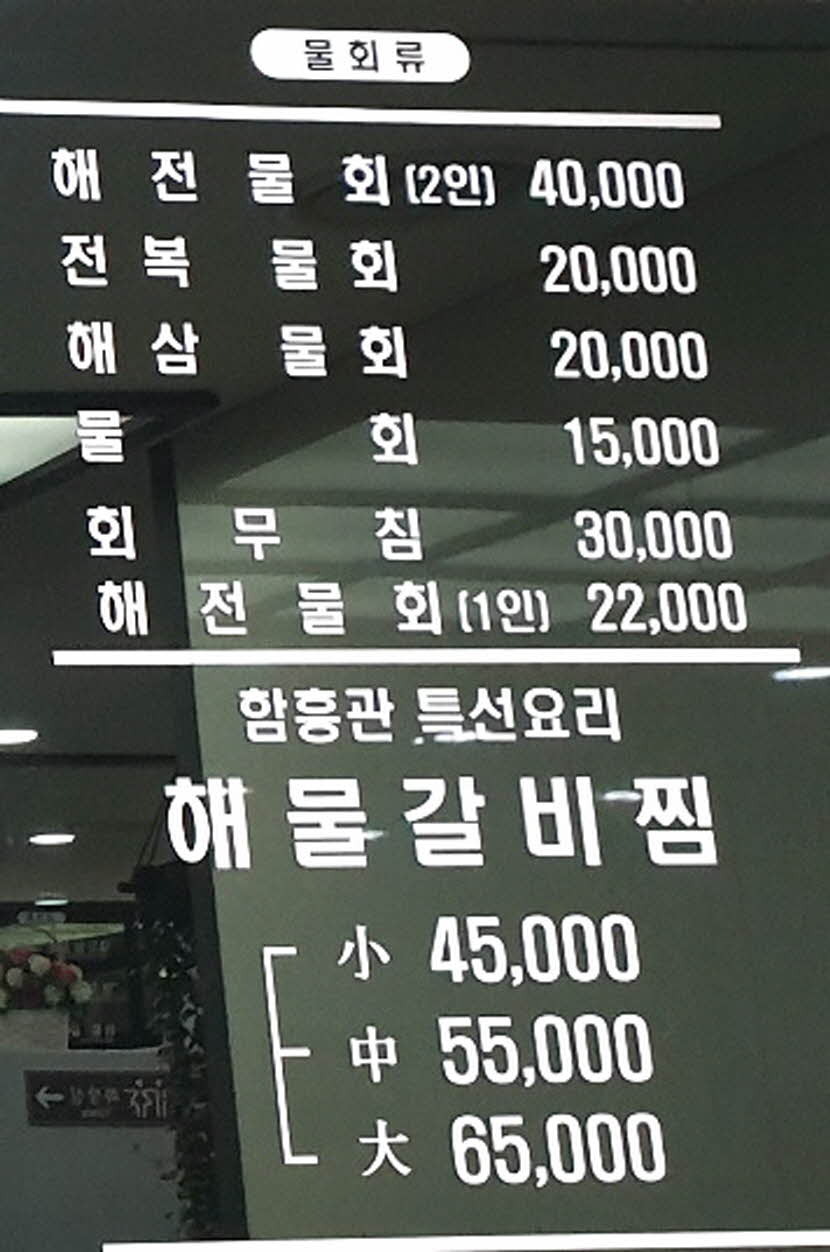 물회류
해전물회(2인) 40,000
전복 물회 20,000
해삼 물회 20,000
물회 15,000
회무침 30,000
해전물회(1인) 22,000
함흥관 특선요리
해물갈비찜
小 45,000
中 55,000
大 65,000